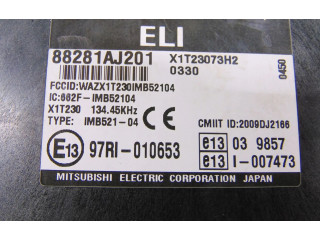 ELI
88281AJ201 X1T23073H2
0330
0450
FCCID:WAZX1T230IMB52104
IC:662F-IMB52104
X1T230 134.45KHz
TYPE: IMB521-04 CE CMIIT ID:2009DJ2166
E13 97RI-010653 e13 03 9857
e13 I-007473
MITSUBISHI ELECTRIC CORPORATION JAPAN